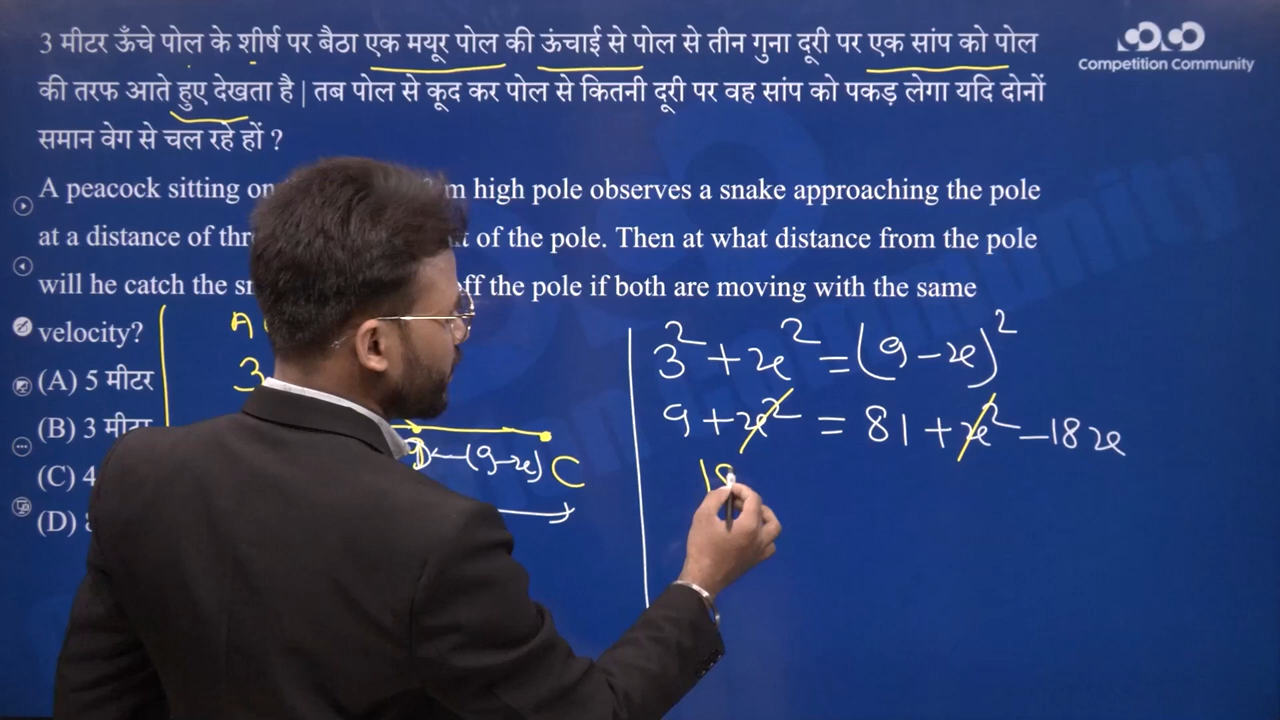 3 मीटर ऊँचे पोल के शीर्ष पर बैठा एक मयूर पोल की ऊंचाई से पोल से तीन गुना दूरी पर एक सांप को पोल
Competition Community
की तरफ आते हुए देखता है | तब पोल से कूद कर पोल से कितनी दूरी पर वह सांप को पकड़ लेगा यदि दोनों
समान वेग से चल रहे हों ?
A peacock sitting on high pole observes a snake approaching the pole
at a distance of of the pole. Then at what distance from the pole
will he catch the the pole if both are moving with the same
velocity?
(A) 5 मीटर
(B) 3
(C) 4
(D)
A
3
(9-x) C
3² + x² = (9 - x)²
9 + x² = 81 + x² - 18x
18